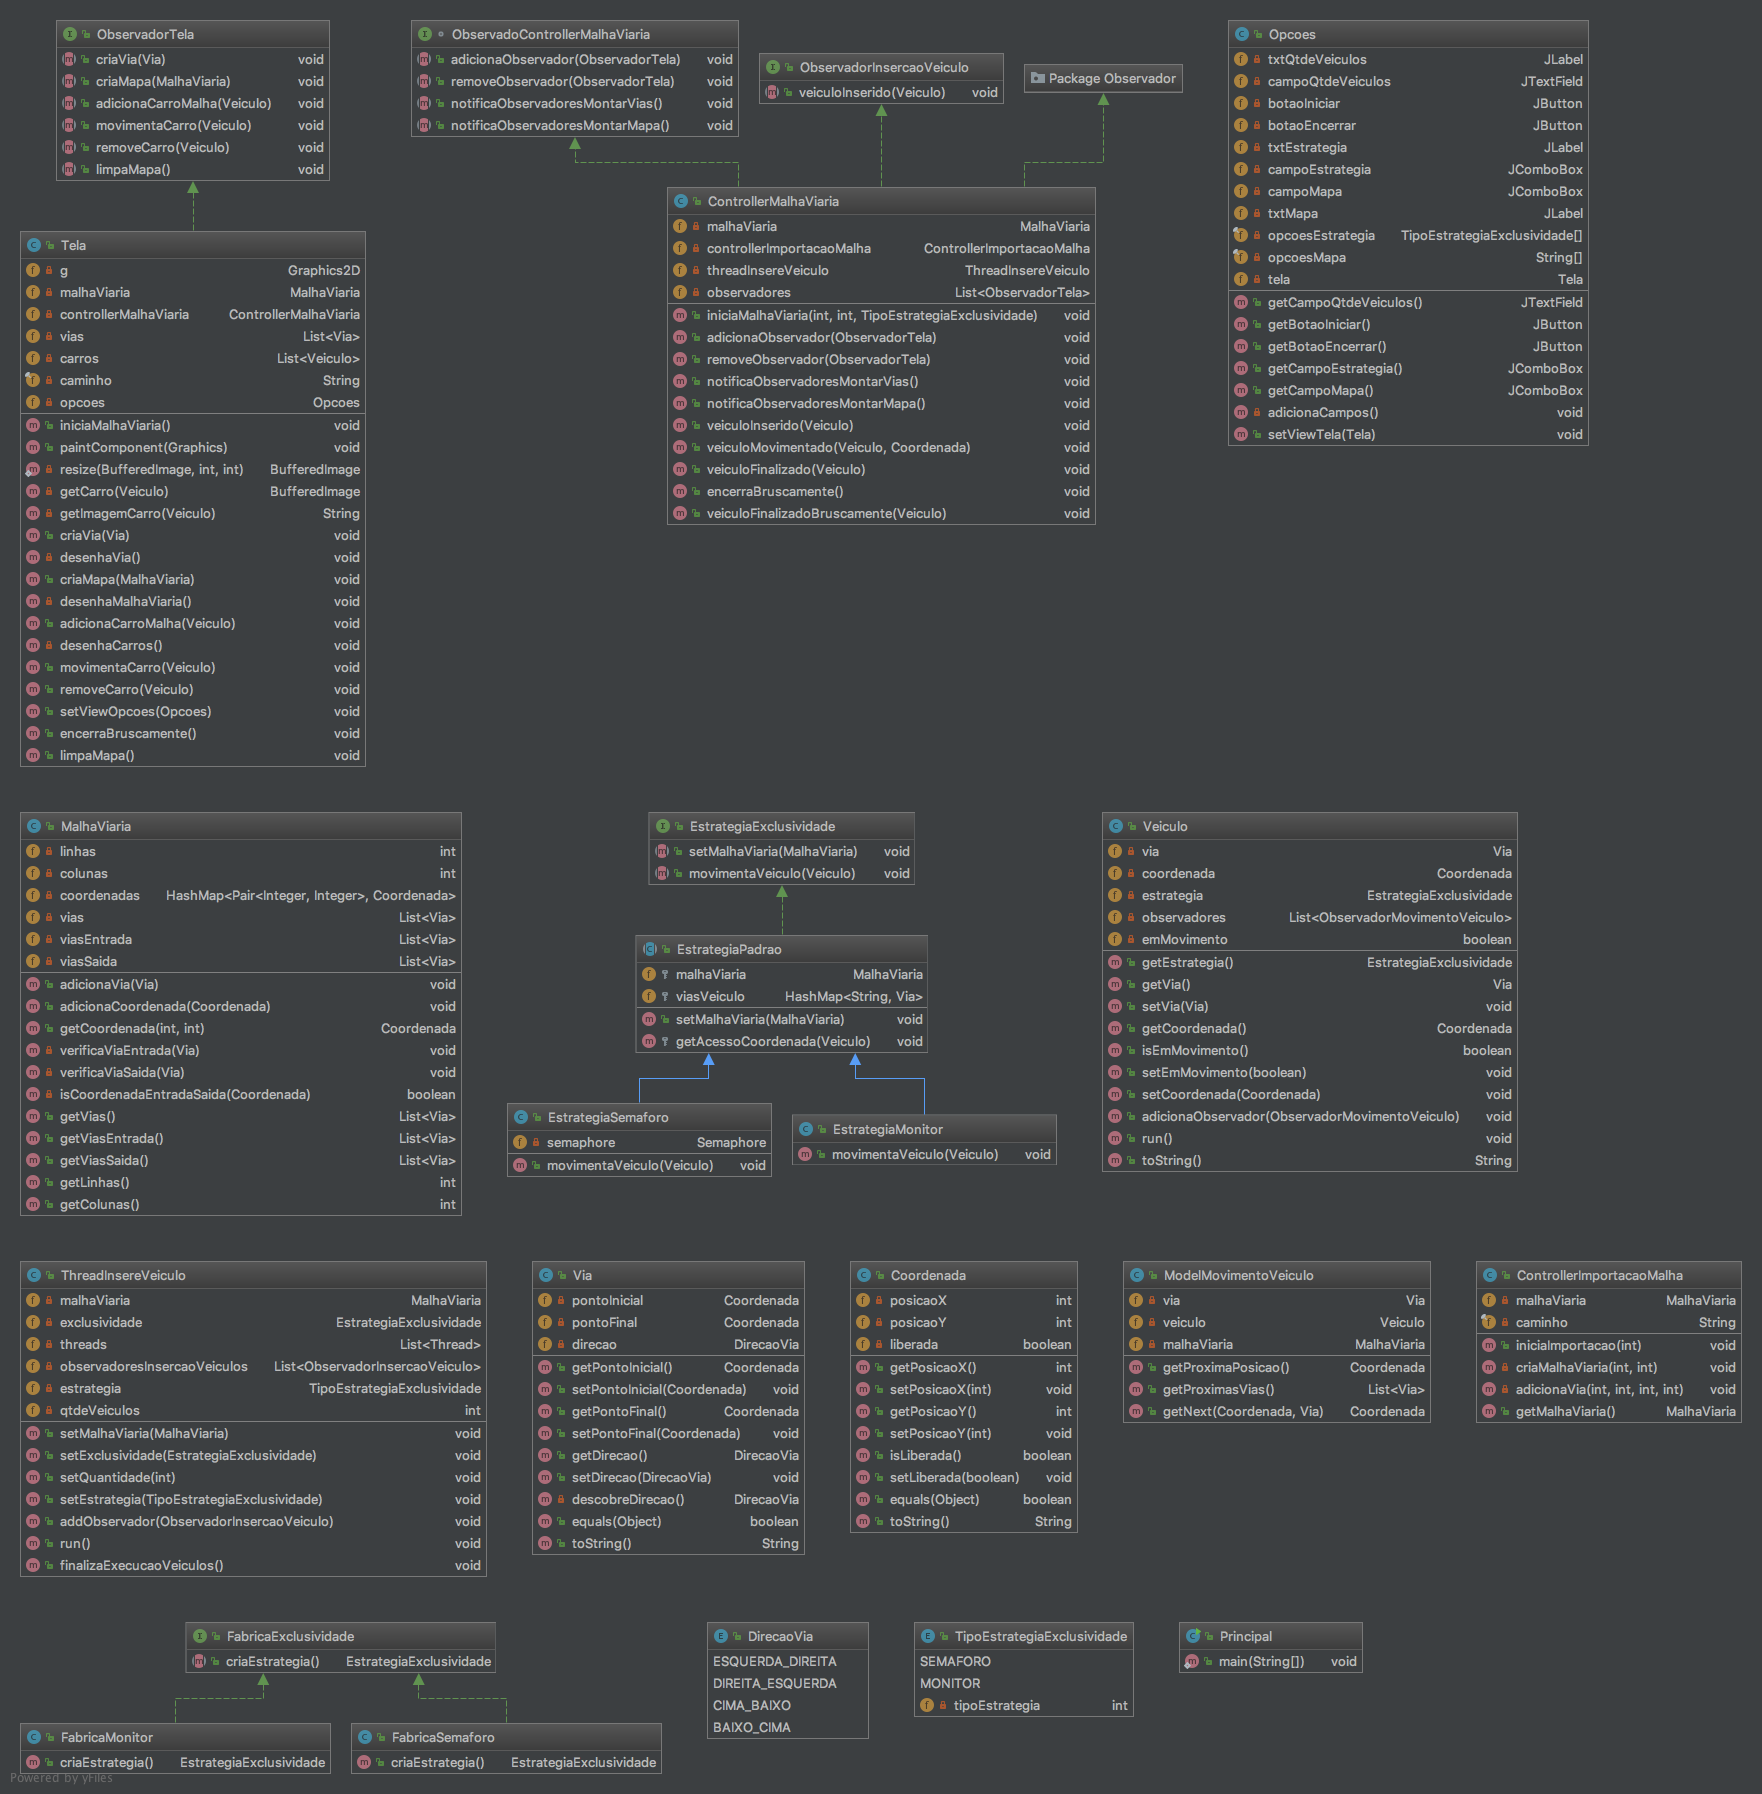 ObservadorTela
criaVia(Via) void
criaMapa(MalhaViaria) void
adicionaCarroMalha(Veiculo) void
movimentaCarro(Veiculo) void
removeCarro(Veiculo) void
limpaMapa() void
ObservadoControllerMalhaViaria
adicionaObservador(ObservadorTela) void
removeObservador(ObservadorTela) void
notificaObservadoresMontarVias() void
notificaObservadoresMontarMapa() void
ObservadorInsercaoVeiculo
veiculoInserido(Veiculo) void
Package Observador
Opcoes
txtQtdeVeiculos JLabel
campoQtdeVeiculos JTextField
botaoIniciar JButton
botaoEncerrar JButton
txtEstrategia JLabel
campoEstrategia JComboBox
campoMapa JComboBox
txtMapa JLabel
opcoesEstrategia TipoEstrategiaExclusividade[]
opcoesMapa String[]
tela Tela
getCampoQtdeVeiculos() JTextField
getBotaoIniciar() JButton
getBotaoEncerrar() JButton
getCampoEstrategia() JComboBox
getCampoMapa() JComboBox
adicionaCampos() void
setViewTela(Tela) void
Tela
g Graphics2D
malhaViaria MalhaViaria
controllerMalhaViaria ControllerMalhaViaria
vias List<Via>
carros List<Veiculo>
caminho String
opcoes Opcoes
iniciaMalhaViaria() void
paintComponent(Graphics) void
resize(BufferedImage, int, int) BufferedImage
getCarro(Veiculo) BufferedImage
getImagemCarro(Veiculo) String
criaVia(Via) void
desenhaVia() void
criaMapa(MalhaViaria) void
desenhaMalhaViaria() void
adicionaCarroMalha(Veiculo) void
desenhaCarros() void
movimentaCarro(Veiculo) void
removeCarro(Veiculo) void
setViewOpcoes(Opcoes) void
encerraBruscamente() void
limpaMapa() void
ControllerMalhaViaria
malhaViaria MalhaViaria
controllerImportacaoMalha ControllerImportacaoMalha
threadInsereVeiculo ThreadInsereVeiculo
observadores List<ObservadorTela>
iniciaMalhaViaria(int, int, TipoEstrategiaExclusividade) void
adicionaObservador(ObservadorTela) void
removeObservador(ObservadorTela) void
notificaObservadoresMontarVias() void
notificaObservadoresMontarMapa() void
veiculoInserido(Veiculo) void
veiculoMovimentado(Veiculo, Coordenada) void
veiculoFinalizado(Veiculo) void
encerraBruscamente() void
veiculoFinalizadoBruscamente(Veiculo) void
MalhaViaria
linhas int
colunas int
coordenadas HashMap<Pair<Integer, Integer>, Coordenada>
vias List<Via>
viasEntrada List<Via>
viasSaida List<Via>
adicionaVia(Via) void
adicionaCoordenada(Coordenada) void
getCoordenada(int, int) Coordenada
verificaViaEntrada(Via) void
verificaViaSaida(Via) void
isCoordenadaEntradaSaida(Coordenada) boolean
getVias() List<Via>
getViasEntrada() List<Via>
getViasSaida() List<Via>
getLinhas() int
getColunas() int
EstrategiaExclusividade
setMalhaViaria(MalhaViaria) void
movimentaVeiculo(Veiculo) void
EstrategiaPadrao
malhaViaria MalhaViaria
viasVeiculo HashMap<String, Via>
setMalhaViaria(MalhaViaria) void
getAcessoCoordenada(Veiculo) void
EstrategiaSemaforo
semaphore Semaphore
movimentaVeiculo(Veiculo) void
EstrategiaMonitor
movimentaVeiculo(Veiculo) void
Veiculo
via Via
coordenada Coordenada
estrategia EstrategiaExclusividade
observadores List<ObservadorMovimentoVeiculo>
emMovimento boolean
getEstrategia() EstrategiaExclusividade
getVia() Via
setVia(Via) void
getCoordenada() Coordenada
isEmMovimento() boolean
setEmMovimento(boolean) void
setCoordenada(Coordenada) void
adicionaObservador(ObservadorMovimentoVeiculo) void
run() void
toString() String
ThreadInsereVeiculo
malhaViaria MalhaViaria
exclusividade EstrategiaExclusividade
threads List<Thread>
observadoresInsercaoVeiculos List<ObservadorInsercaoVeiculo>
estrategia TipoEstrategiaExclusividade
qtdeVeiculos int
setMalhaViaria(MalhaViaria) void
setExclusividade(EstrategiaExclusividade) void
setQuantidade(int) void
setEstrategia(TipoEstrategiaExclusividade) void
addObservador(ObservadorInsercaoVeiculo) void
run() void
finalizaExecucaoVeiculos() void
Via
pontoInicial Coordenada
pontoFinal Coordenada
direcao DirecaoVia
getPontoInicial() Coordenada
setPontoInicial(Coordenada) void
getPontoFinal() Coordenada
setPontoFinal(Coordenada) void
getDirecao() DirecaoVia
setDirecao(DirecaoVia) void
descobreDirecao() DirecaoVia
equals(Object) boolean
toString() String
Coordenada
posicaoX int
posicaoY int
liberada boolean
getPosicaoX() int
setPosicaoX(int) void
getPosicaoY() int
setPosicaoY(int) void
isLiberada() boolean
setLiberada(boolean) void
equals(Object) boolean
toString() String
ModelMovimentoVeiculo
via Via
veiculo Veiculo
malhaViaria MalhaViaria
getProximaPosicao() Coordenada
getProximasVias() List<Via>
getNext(Coordenada, Via) Coordenada
ControllerImportacaoMalha
malhaViaria MalhaViaria
caminho String
iniciaImportacao(int) void
criaMalhaViaria(int, int) void
adicionaVia(int, int, int, int) void
getMalhaViaria() MalhaViaria
FabricaExclusividade
criaEstrategia() EstrategiaExclusividade
FabricaMonitor
criaEstrategia() EstrategiaExclusividade
FabricaSemaforo
criaEstrategia() EstrategiaExclusividade
DirecaoVia
ESQUERDA_DIREITA
DIREITA_ESQUERDA
CIMA_BAIXO
BAIXO_CIMA
TipoEstrategiaExclusividade
SEMAFORO
MONITOR
tipoEstrategia int
Principal
main(String[]) void
Powered by yFiles